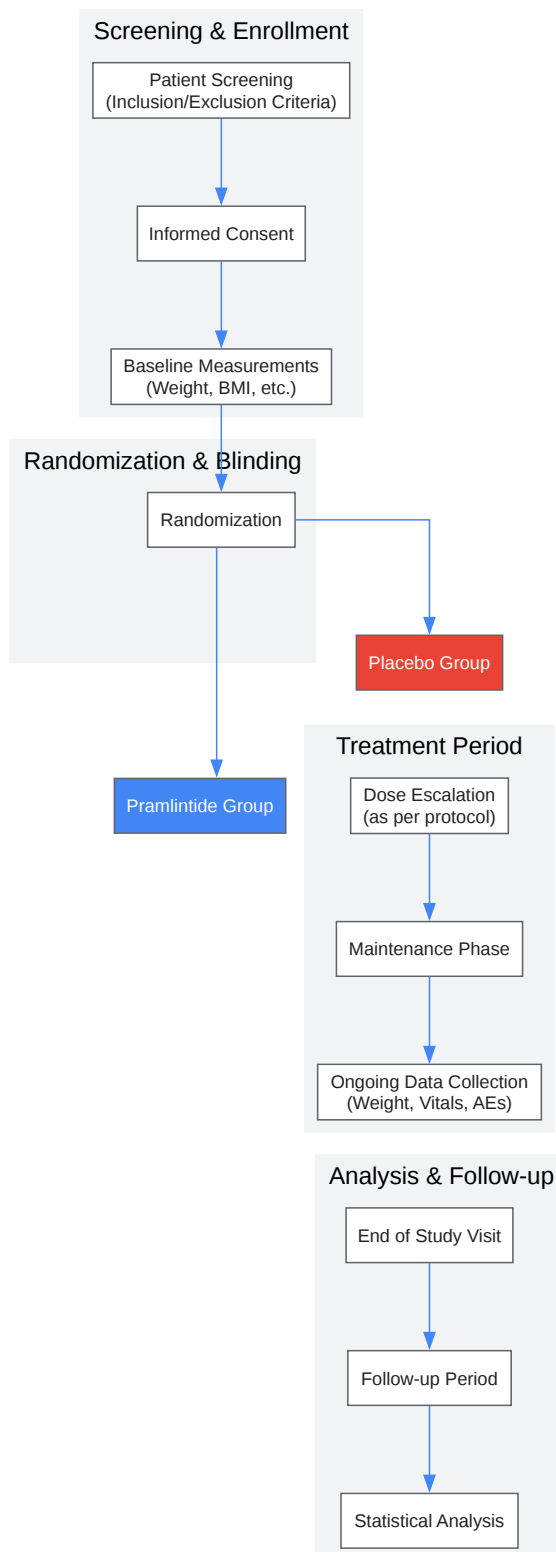 Screening & Enrollment
Patient Screening
(Inclusion/Exclusion Criteria)
Informed Consent
Baseline Measurements
(Weight, BMI, etc.)
Randomization & Blinding
Randomization
Placebo Group
Treatment Period
Pramlintide Group
Dose Escalation
(as per protocol)
Maintenance Phase
Ongoing Data Collection
(Weight, Vitals, AEs)
Analysis & Follow-up
End of Study Visit
Follow-up Period
Statistical Analysis